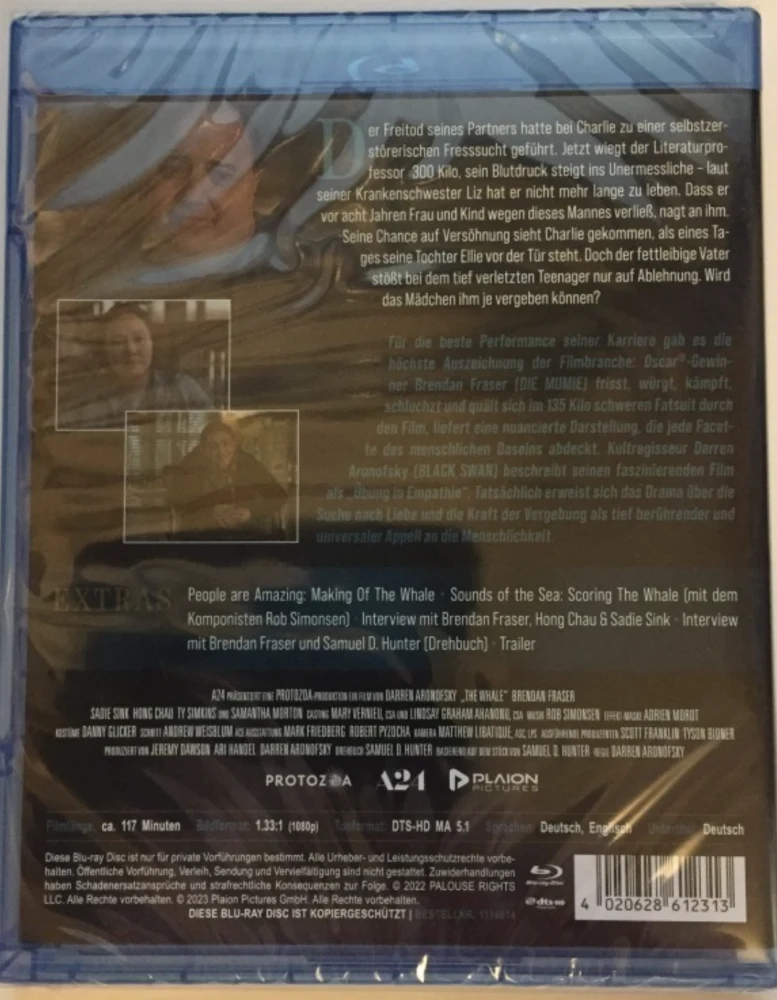 Der Freitod seines Partners hatte bei Charlie zu einer selbstzer-
störerischen Fresssucht geführt. Jetzt wiegt der Literaturpro-
fessor 300 Kilo, sein Blutdruck steigt ins Unermessliche – laut
seiner Krankenschwester Liz hat er nicht mehr lange zu leben. Dass er
vor acht Jahren Frau und Kind wegen dieses Mannes verließ, nagt an ihm.
Seine Chance auf Versöhnung sieht Charlie gekommen, als eines Ta-
ges seine Tochter Ellie vor der Tür steht. Doch der fettleibige Vater
stößt bei dem tief verletzten Teenager nur auf Ablehnung. Wird
das Mädchen ihm je vergeben können?
Für die beste Performance seiner Karriere gab es die
höchste Auszeichnung der Filmbranche: Oscar®-Gewin-
ner Brendan Fraser (DIE MUMIE) frisst, würgt, kämpft,
schluchzt und quält sich im 135 Kilo schweren Fatsuit durch
den Film, liefert eine nuancierte Darstellung, die jede Facet-
te des menschlichen Daseins abdeckt. Kultregisseur Darren
Aronofsky (BLACK SWAN) beschreibt seinen faszinierenden Film
als „Übung in Empathie“. Tatsächlich erweist sich das Drama über die
Suche nach Liebe und die Kraft der Vergebung als tief berührender und
universaler Appell an die Menschlichkeit.
EXTRAS People are Amazing: Making Of The Whale · Sounds of the Sea: Scoring The Whale (mit dem
Komponisten Rob Simonsen) · Interview mit Brendan Fraser, Hong Chau & Sadie Sink · Interview
mit Brendan Fraser und Samuel D. Hunter (Drehbuch) · Trailer
A24 PRÄSENTIERT EINE PROTOZOA-PRODUKTION EIN FILM VON DARREN ARONOFSKY „THE WHALE“ BRENDAN FRASER
SADIE SINK HONG CHAU TY SIMPKINS UND SAMANTHA MORTON CASTING MARY VERNIEU, CSA UND LINDSAY GRAHAM AHANONU, CSA MUSIK ROB SIMONSEN EFFEKT-MASKE ADRIEN MOROT
KOSTÜME DANNY GLICKER SCHNITT ANDREW WEISBLUM ACE AUSSTATTUNG MARK FRIEDBERG ROBERT PYZOCHA KAMERA MATTHEW LIBATIQUE, ASC, LPS AUSFÜHRENDE PRODUZENTEN SCOTT FRANKLIN TYSON BIDNER
PRODUZIERT VON JEREMY DAWSON ARI HANDEL DARREN ARONOFSKY DREHBUCH SAMUEL D. HUNTER BASIEREND AUF DEM STÜCK VON SAMUEL D. HUNTER REGIE DARREN ARONOFSKY
PROTOZOA A24 PLAION PICTURES
Filmlänge: ca. 117 Minuten Bildformat: 1.33:1 (1080p) Tonformat: DTS-HD MA 5.1 Sprachen: Deutsch, Englisch Untertitel: Deutsch
Diese Blu-ray Disc ist nur für private Vorführungen bestimmt. Alle Urheber- und Leistungsschutzrechte vorbe-
halten. Öffentliche Vorführung, Verleih, Sendung und Vervielfältigung sind nicht gestattet. Zuwiderhandlungen
haben Schadenersatzansprüche und strafrechtliche Konsequenzen zur Folge. © 2022 PALOUSE RIGHTS
LLC. Alle Rechte vorbehalten. © 2023 Plaion Pictures GmbH. Alle Rechte vorbehalten.
DIESE BLU-RAY DISC IST KOPIERGESCHÜTZT | BESTELLNR.
Blu-ray Disc
dts
4 020628 612313